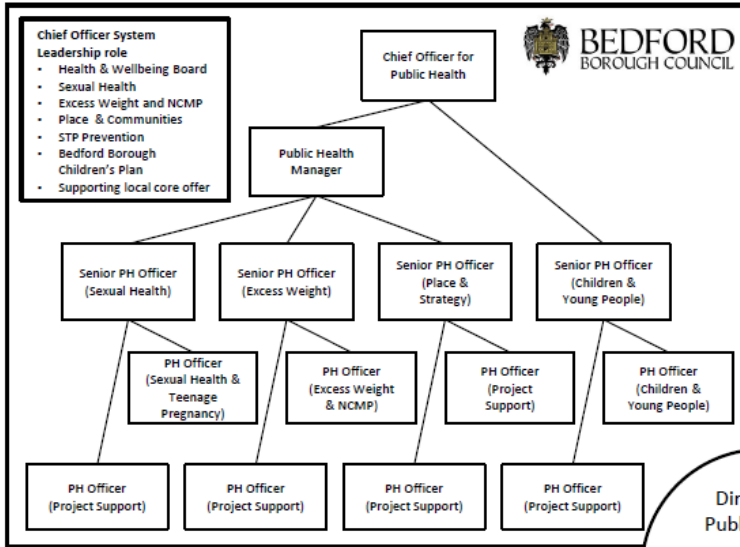 Chief Officer System
Leadership role
• Health & Wellbeing Board
• Sexual Health
• Excess Weight and NCMP
• Place & Communities
• STP Prevention
• Bedford Borough
Children's Plan
• Supporting local core offer
Chief Officer for
Public Health
BEDFORD
BOROUGH COUNCIL
Public Health
Manager
Senior PH Officer
(Sexual Health)
Senior PH Officer
(Excess Weight)
Senior PH Officer
(Place &
Strategy)
Senior PH Officer
(Children &
Young People)
PH Officer
(Sexual Health &
Teenage
Pregnancy)
PH Officer
(Excess Weight
& NCMP)
PH Officer
(Project
Support)
PH Officer
(Children &
Young People)
PH Officer
(Project Support)
PH Officer
(Project Support)
PH Officer
(Project Support)
PH Officer
(Project Support)
Dir
Publ